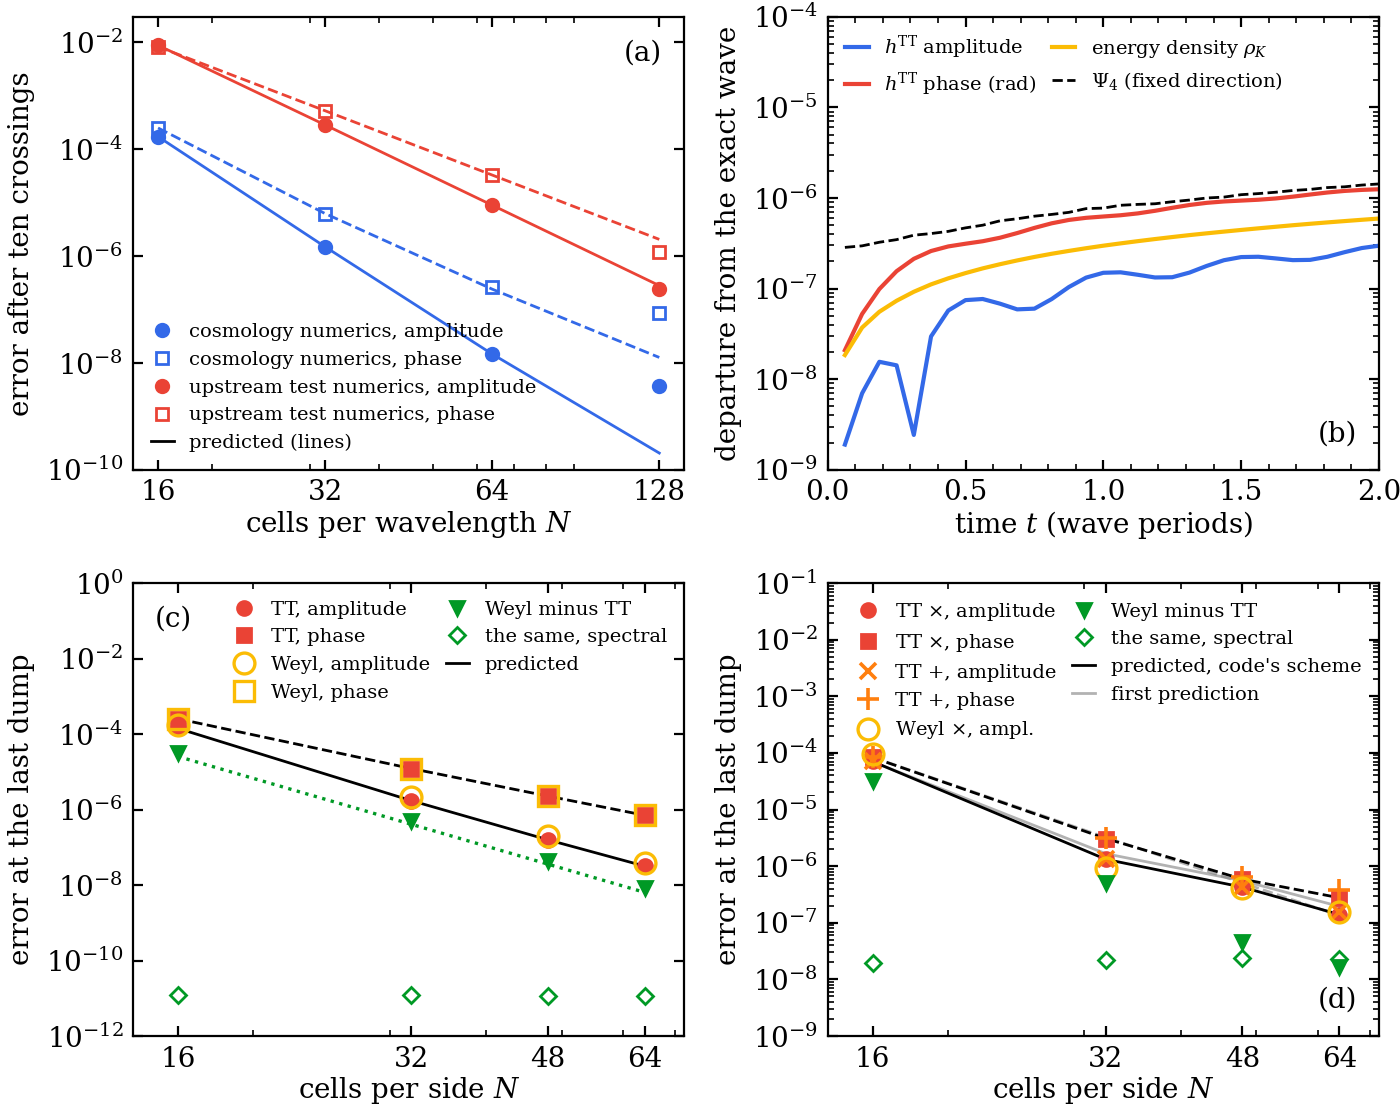 (a)
error after ten crossings
10⁻²
10⁻⁴
10⁻⁶
10⁻⁸
10⁻¹⁰
cosmology numerics, amplitude
cosmology numerics, phase
upstream test numerics, amplitude
upstream test numerics, phase
predicted (lines)
16 32 64 128
cells per wavelength N
departure from the exact wave
10⁻⁴
10⁻⁵
10⁻⁶
10⁻⁷
10⁻⁸
10⁻⁹
hᵀᵀ amplitude
hᵀᵀ phase (rad)
energy density ρ_K
Ψ₄ (fixed direction)
(b)
0.0 0.5 1.0 1.5 2.0
time t (wave periods)
(c)
error at the last dump
10⁰
10⁻²
10⁻⁴
10⁻⁶
10⁻⁸
10⁻¹⁰
10⁻¹²
TT, amplitude
TT, phase
Weyl, amplitude
Weyl, phase
Weyl minus TT
the same, spectral
predicted
16 32 48 64
cells per side N
error at the last dump
10⁻¹
10⁻²
10⁻³
10⁻⁴
10⁻⁵
10⁻⁶
10⁻⁷
10⁻⁸
10⁻⁹
TT ×, amplitude
TT ×, phase
TT +, amplitude
TT +, phase
Weyl ×, ampl.
Weyl minus TT
the same, spectral
predicted, code's scheme
first prediction
(d)
16 32 48 64
cells per side N